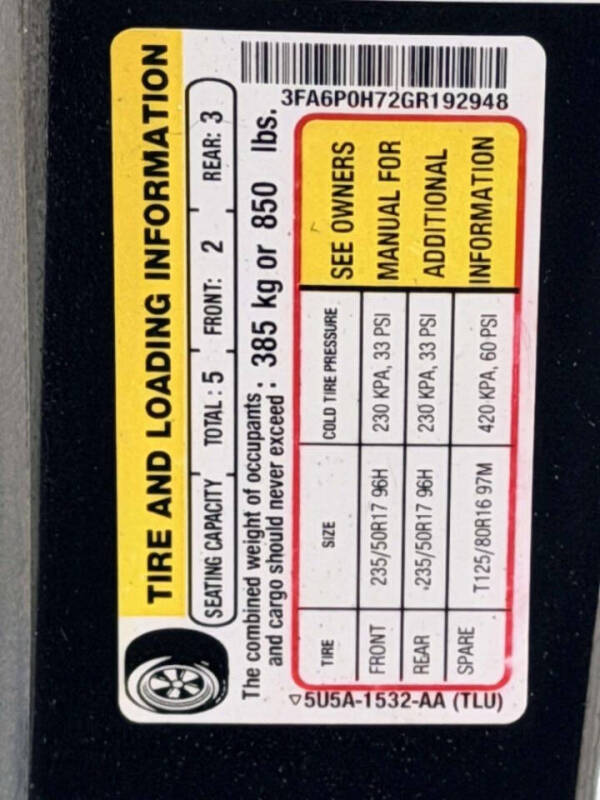 TIRE AND LOADING INFORMATION
SEATING CAPACITY TOTAL: 5 FRONT: 2 REAR: 3
The combined weight of occupants
and cargo should never exceed : 385 kg or 850 lbs.
TIRE SIZE COLD TIRE PRESSURE
FRONT 235/50R17 96H 230 KPA, 33 PSI
REAR 235/50R17 96H 230 KPA, 33 PSI
SPARE T125/80R16 97M 420 KPA, 60 PSI
SEE OWNERS
MANUAL FOR
ADDITIONAL
INFORMATION
3FA6P0H72GR192948
5U5A-1532-AA (TLU)